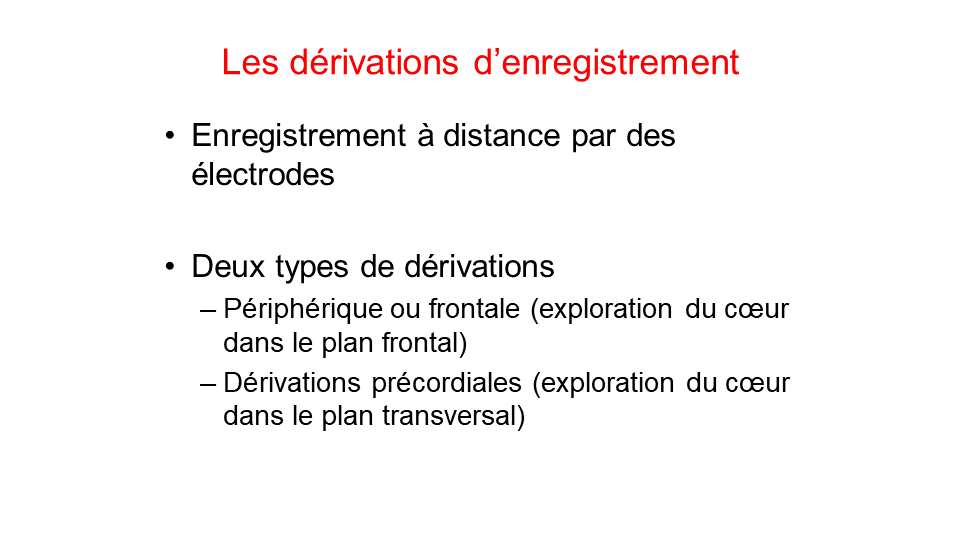 Les dérivations d’enregistrement
• Enregistrement à distance par des
électrodes
• Deux types de dérivations
– Périphérique ou frontale (exploration du cœur
dans le plan frontal)
– Dérivations précordiales (exploration du cœur
dans le plan transversal)